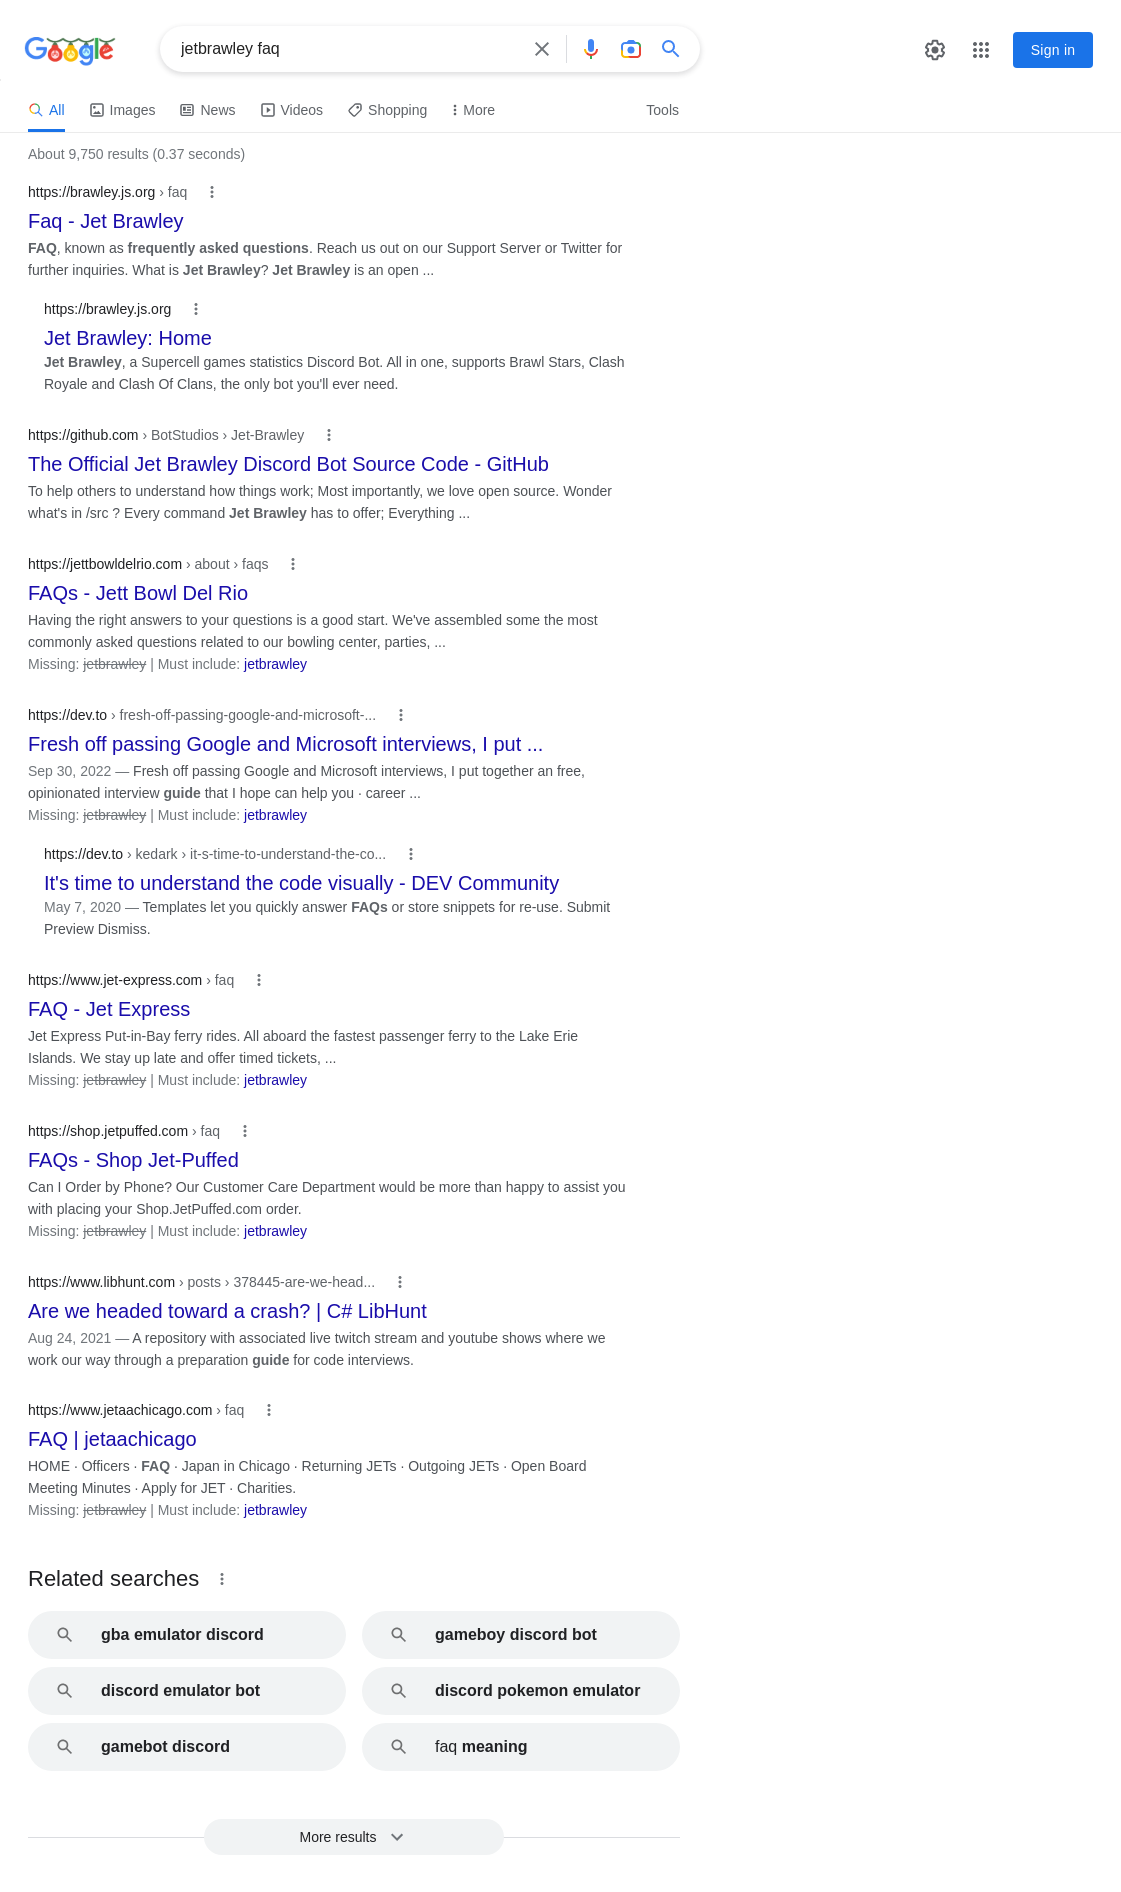 Google
jetbrawley faq
Sign in
All Images News Videos Shopping More Tools
About 9,750 results (0.37 seconds)
https://brawley.js.org › faq
Faq - Jet Brawley
FAQ, known as frequently asked questions. Reach us out on our Support Server or Twitter for
further inquiries. What is Jet Brawley? Jet Brawley is an open ...
https://brawley.js.org
Jet Brawley: Home
Jet Brawley, a Supercell games statistics Discord Bot. All in one, supports Brawl Stars, Clash
Royale and Clash Of Clans, the only bot you'll ever need.
https://github.com › BotStudios › Jet-Brawley
The Official Jet Brawley Discord Bot Source Code - GitHub
To help others to understand how things work; Most importantly, we love open source. Wonder
what's in /src ? Every command Jet Brawley has to offer; Everything ...
https://jettbowldelrio.com › about › faqs
FAQs - Jett Bowl Del Rio
Having the right answers to your questions is a good start. We've assembled some the most
commonly asked questions related to our bowling center, parties, ...
Missing: jetbrawley | Must include: jetbrawley
https://dev.to › fresh-off-passing-google-and-microsoft-...
Fresh off passing Google and Microsoft interviews, I put ...
Sep 30, 2022 — Fresh off passing Google and Microsoft interviews, I put together an free,
opinionated interview guide that I hope can help you · career ...
Missing: jetbrawley | Must include: jetbrawley
https://dev.to › kedark › it-s-time-to-understand-the-co...
It's time to understand the code visually - DEV Community
May 7, 2020 — Templates let you quickly answer FAQs or store snippets for re-use. Submit
Preview Dismiss.
https://www.jet-express.com › faq
FAQ - Jet Express
Jet Express Put-in-Bay ferry rides. All aboard the fastest passenger ferry to the Lake Erie
Islands. We stay up late and offer timed tickets, ...
Missing: jetbrawley | Must include: jetbrawley
https://shop.jetpuffed.com › faq
FAQs - Shop Jet-Puffed
Can I Order by Phone? Our Customer Care Department would be more than happy to assist you
with placing your Shop.JetPuffed.com order.
Missing: jetbrawley | Must include: jetbrawley
https://www.libhunt.com › posts › 378445-are-we-head...
Are we headed toward a crash? | C# LibHunt
Aug 24, 2021 — A repository with associated live twitch stream and youtube shows where we
work our way through a preparation guide for code interviews.
https://www.jetaachicago.com › faq
FAQ | jetaachicago
HOME · Officers · FAQ · Japan in Chicago · Returning JETs · Outgoing JETs · Open Board
Meeting Minutes · Apply for JET · Charities.
Missing: jetbrawley | Must include: jetbrawley
Related searches
gba emulator discord
gameboy discord bot
discord emulator bot
discord pokemon emulator
gamebot discord
faq meaning
More results